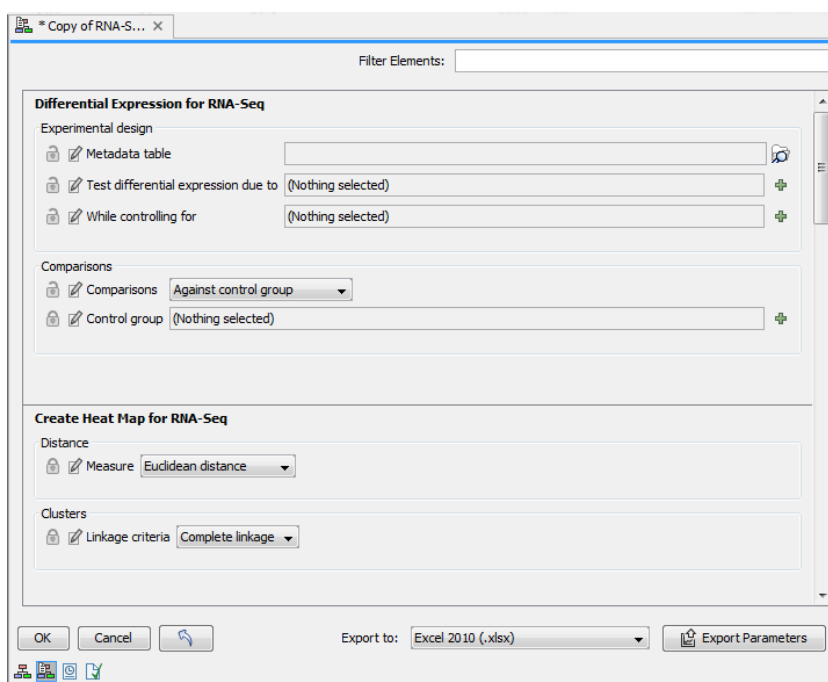 * Copy of RNA-S...
Filter Elements:
Differential Expression for RNA-Seq
Experimental design
Metadata table
Test differential expression due to (Nothing selected)
While controlling for (Nothing selected)
Comparisons
Comparisons Against control group
Control group (Nothing selected)
Create Heat Map for RNA-Seq
Distance
Measure Euclidean distance
Clusters
Linkage criteria Complete linkage
OK Cancel Export to: Excel 2010 (.xlsx) Export Parameters